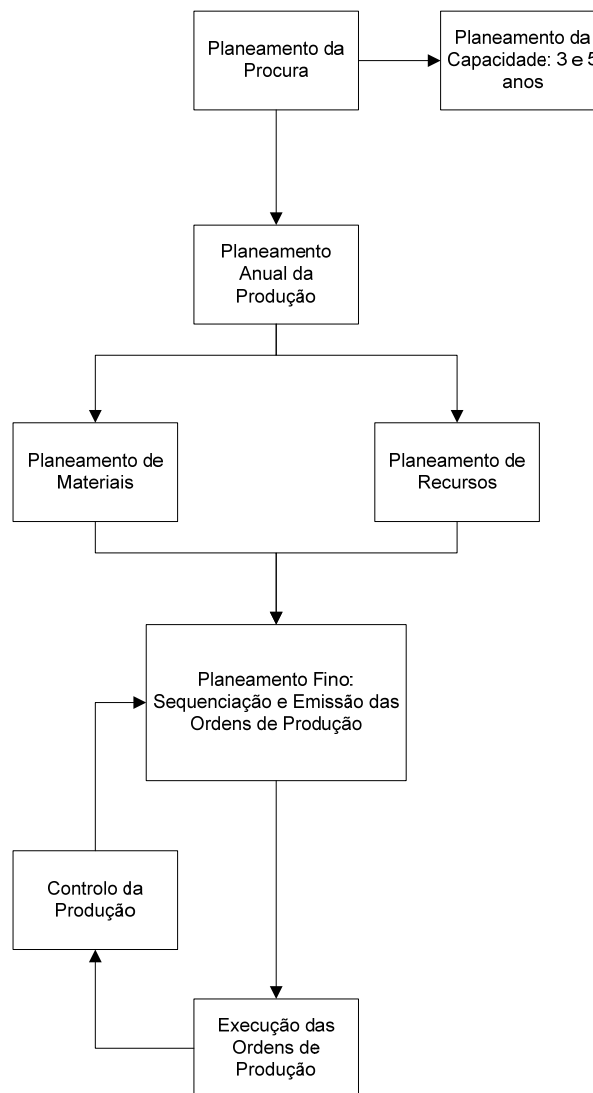 Planeamento da
Procura
Planeamento da
Capacidade: 3 e 5
anos
Planeamento
Anual da
Produção
Planeamento de
Materiais
Planeamento de
Recursos
Planeamento Fino:
Sequenciação e Emissão das
Ordens de Produção
Controlo da
Produção
Execução das
Ordens de
Produção